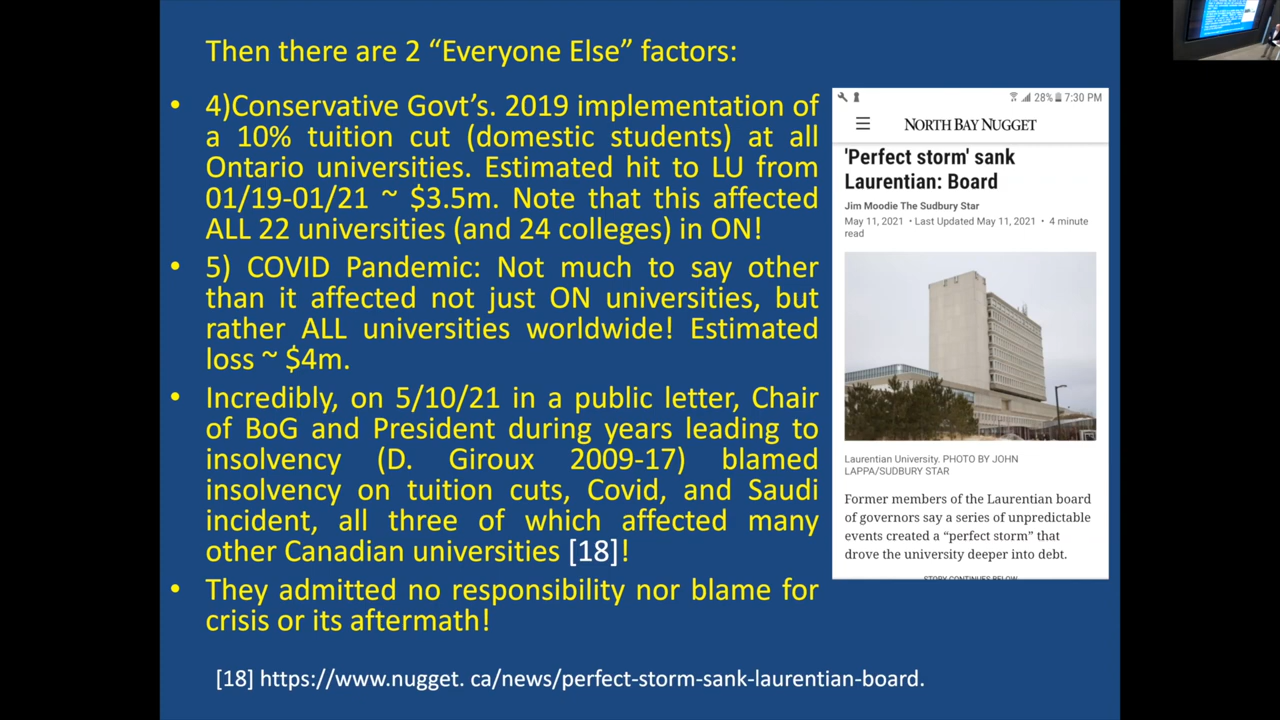 Then there are 2 “Everyone Else” factors:
• 4)Conservative Govt’s. 2019 implementation of
a 10% tuition cut (domestic students) at all
Ontario universities. Estimated hit to LU from
01/19-01/21 ~ $3.5m. Note that this affected
ALL 22 universities (and 24 colleges) in ON!
• 5) COVID Pandemic: Not much to say other
than it affected not just ON universities, but
rather ALL universities worldwide! Estimated
loss ~ $4m.
• Incredibly, on 5/10/21 in a public letter, Chair
of BoG and President during years leading to
insolvency (D. Giroux 2009-17) blamed
insolvency on tuition cuts, Covid, and Saudi
incident, all three of which affected many
other Canadian universities [18]!
• They admitted no responsibility nor blame for
crisis or its aftermath!
[18] https://www.nugget. ca/news/perfect-storm-sank-laurentian-board.
28% 7:30 PM
NORTH BAY NUGGET
'Perfect storm' sank
Laurentian: Board
Jim Moodie The Sudbury Star
May 11, 2021 • Last Updated May 11, 2021 • 4 minute
read
Laurentian University. PHOTO BY JOHN
LAPPA/SUDBURY STAR
Former members of the Laurentian board
of governors say a series of unpredictable
events created a “perfect storm” that
drove the university deeper into debt.
STORY CONTINUES BELOW